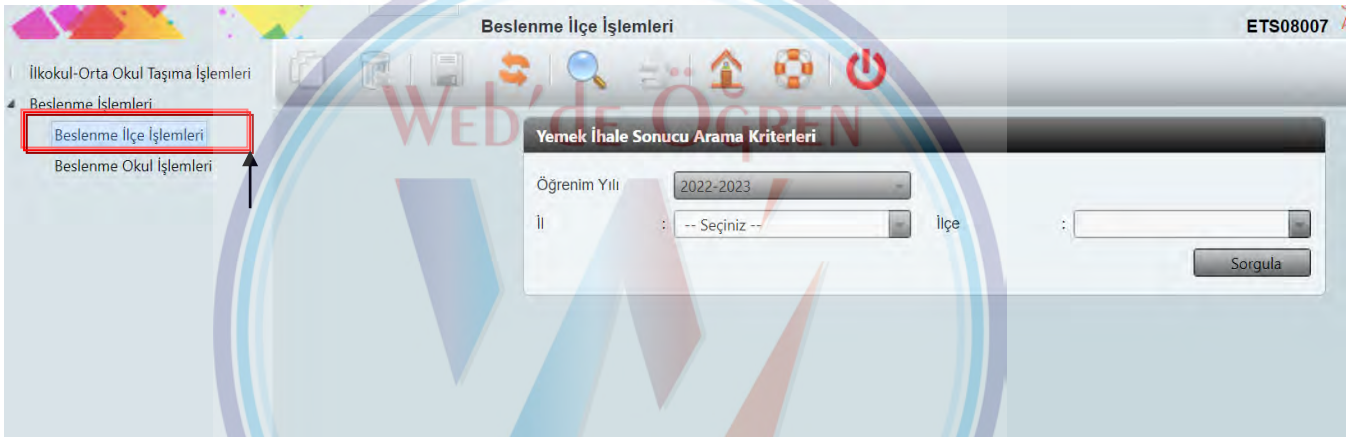 Beslenme İlçe İşlemleri
ETS08007
İlkokul-Orta Okul Taşıma İşlemleri
Beslenme İşlemleri
Beslenme İlçe İşlemleri
Beslenme Okul İşlemleri
WEB'DE ÖĞREN
Yemek İhale Sonucu Arama Kriterleri
Öğrenim Yılı 2022-2023
İl : -- Seçiniz -- İlçe :
Sorgula